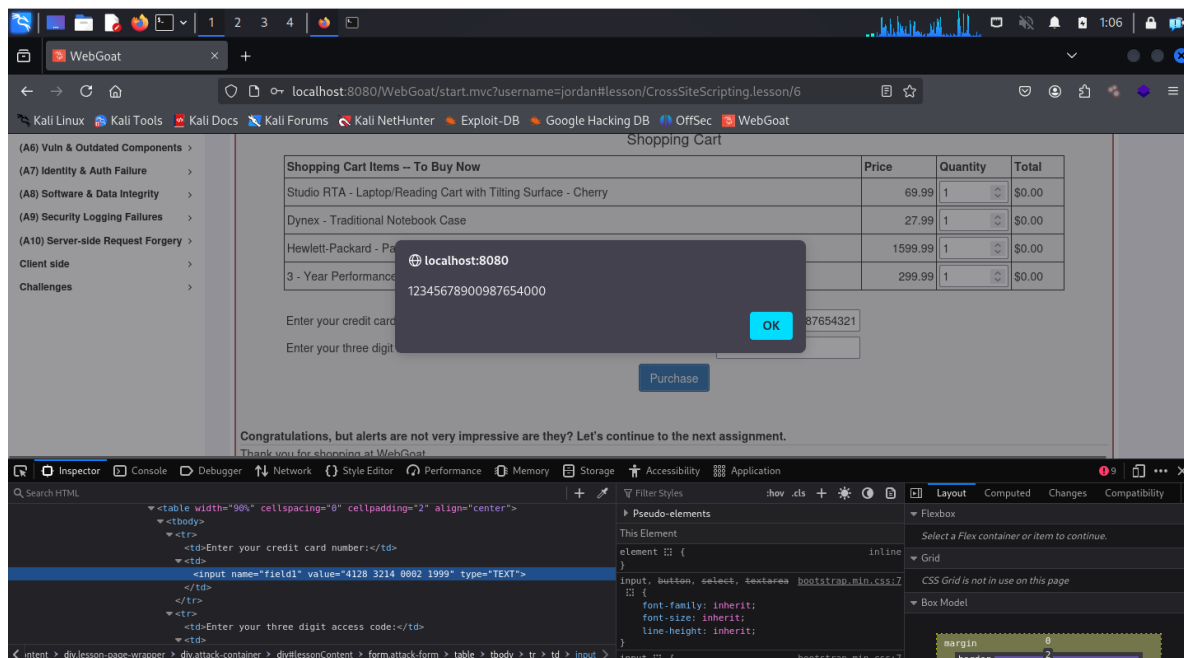 1 2 3 4 1:06
WebGoat × +
localhost:8080/WebGoat/start.mvc?username=jordan#lesson/CrossSiteScripting.lesson/6
Kali Linux Kali Tools Kali Docs Kali Forums Kali NetHunter Exploit-DB Google Hacking DB OffSec WebGoat
(A6) Vuln & Outdated Components
(A7) Identity & Auth Failure
(A8) Software & Data Integrity
(A9) Security Logging Failures
(A10) Server-side Request Forgery
Client side
Challenges
Shopping Cart
Shopping Cart Items -- To Buy Now Price Quantity Total
Studio RTA - Laptop/Reading Cart with Tilting Surface - Cherry 69.99 1 $0.00
Dynex - Traditional Notebook Case 27.99 1 $0.00
Hewlett-Packard - Pa 1599.99 1 $0.00
3 - Year Performance 299.99 1 $0.00
localhost:8080
12345678900987654000
OK
Enter your credit card 87654321
Enter your three digit
Purchase
Congratulations, but alerts are not very impressive are they? Let's continue to the next assignment.
Thank you for shopping at WebGoat
Inspector Console Debugger Network {} Style Editor Performance Memory Storage Accessibility Application 9
Search HTML
<table width="90%" cellspacing="0" cellpadding="2" align="center">
<tbody>
<tr>
<td>Enter your credit card number:</td>
<td>
<input name="field1" value="4128 3214 0002 1999" type="TEXT">
</td>
</tr>
<tr>
<td>Enter your three digit access code:</td>
<td>
div.lesson-page-wrapper > div.attack-container > div#lessonContent > form.attack-form > table > tbody > tr > td > input
Filter Styles :hov .cls +
Pseudo-elements
This Element
element { inline
}
input, button, select, textarea bootstrap.min.css:7
{
font-family: inherit;
font-size: inherit;
line-height: inherit;
}
Layout Computed Changes Compatibility
Flexbox
Select a Flex container or item to continue.
Grid
CSS Grid is not in use on this page
Box Model
margin 0
2